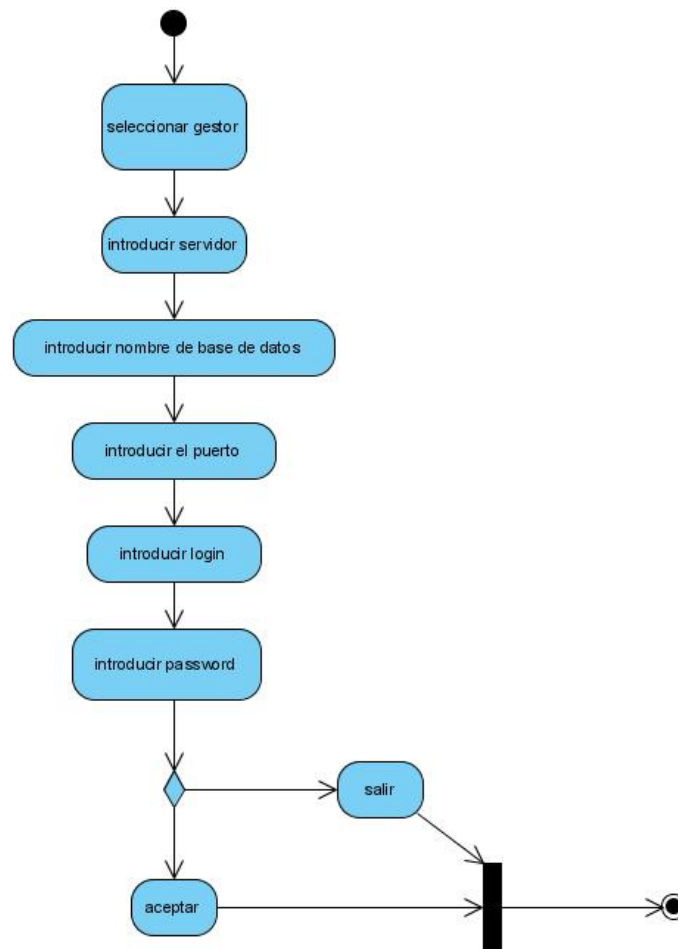 seleccionar gestor
introducir servidor
introducir nombre de base de datos
introducir el puerto
introducir login
introducir password
salir
aceptar